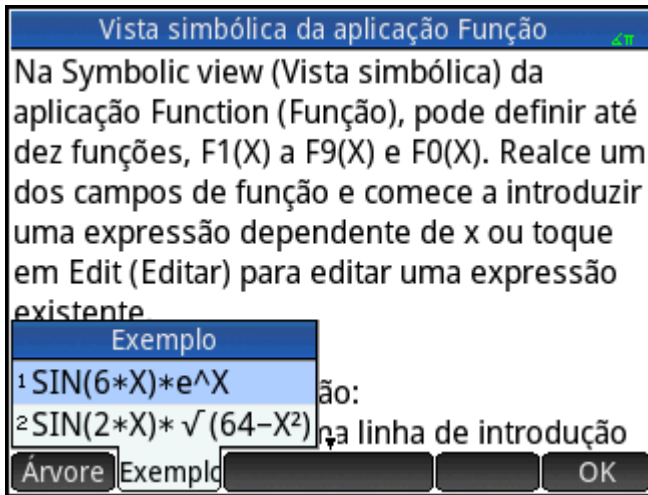 Vista simbólica da aplicação Função
∡π
Na Symbolic view (Vista simbólica) da
aplicação Function (Função), pode definir até
dez funções, F1(X) a F9(X) e F0(X). Realce um
dos campos de função e comece a introduzir
uma expressão dependente de x ou toque
em Edit (Editar) para editar uma expressão
existente.
Exemplo
1 SIN(6*X)*e^X
ão:
2 SIN(2*X)*√(64-X²)
na linha de introdução
Árvore Exemplo OK